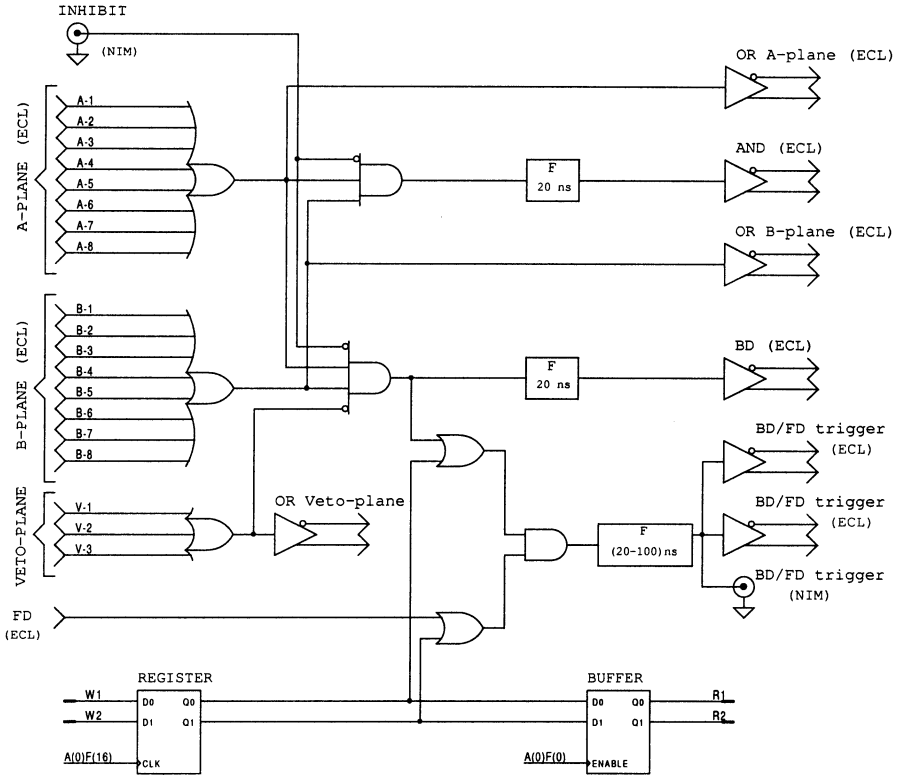 INHIBIT
(NIM)
OR A-plane (ECL)
A-PLANE (ECL)
A-1
A-2
A-3
A-4
A-5
A-6
A-7
A-8
F
20 ns
AND (ECL)
OR B-plane (ECL)
B-PLANE (ECL)
B-1
B-2
B-3
B-4
B-5
B-6
B-7
B-8
F
20 ns
BD (ECL)
BD/FD trigger
(ECL)
VETO-PLANE
V-1
V-2
V-3
OR Veto-plane
F
(20-100)ns
BD/FD trigger
(ECL)
BD/FD trigger
(NIM)
FD
(ECL)
REGISTER
W1
W2
D0
Q0
D1
Q1
A(0)F(16)
CLK
BUFFER
D0
Q0
D1
Q1
R1
R2
A(0)F(0)
ENABLE